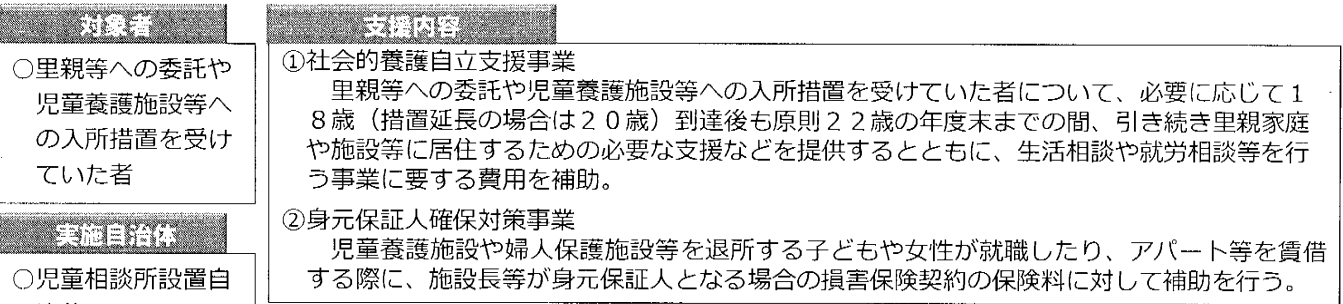 対象者
○里親等への委託や
児童養護施設等へ
の入所措置を受け
ていた者
実施自治体
○児童相談所設置自
支援内容
①社会的養護自立支援事業
里親等への委託や児童養護施設等への入所措置を受けていた者について、必要に応じて１
８歳（措置延長の場合は２０歳）到達後も原則２２歳の年度末までの間、引き続き里親家庭
や施設等に居住するための必要な支援などを提供するとともに、生活相談や就労相談等を行
う事業に要する費用を補助。
②身元保証人確保対策事業
児童養護施設や婦人保護施設等を退所する子どもや女性が就職したり、アパート等を賃借
する際に、施設長等が身元保証人となる場合の損害保険契約の保険料に対して補助を行う。